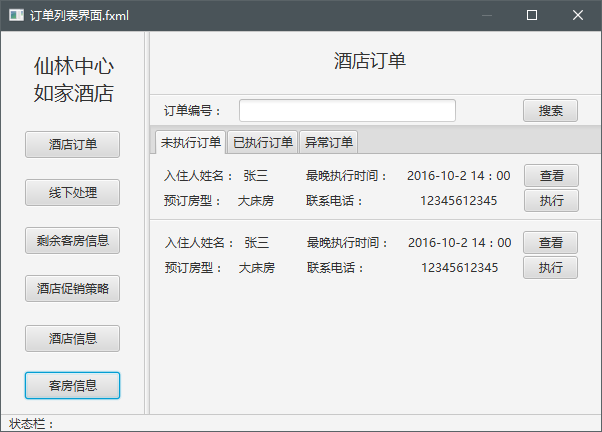 订单列表界面.fxml
仙林中心
如家酒店
酒店订单
线下处理
剩余客房信息
酒店促销策略
酒店信息
客房信息
酒店订单
订单编号： 搜索
未执行订单 已执行订单 异常订单
入住人姓名： 张三 最晚执行时间： 2016-10-2 14：00 查看
预订房型： 大床房 联系电话： 12345612345 执行
入住人姓名： 张三 最晚执行时间： 2016-10-2 14：00 查看
预订房型： 大床房 联系电话： 12345612345 执行
状态栏：